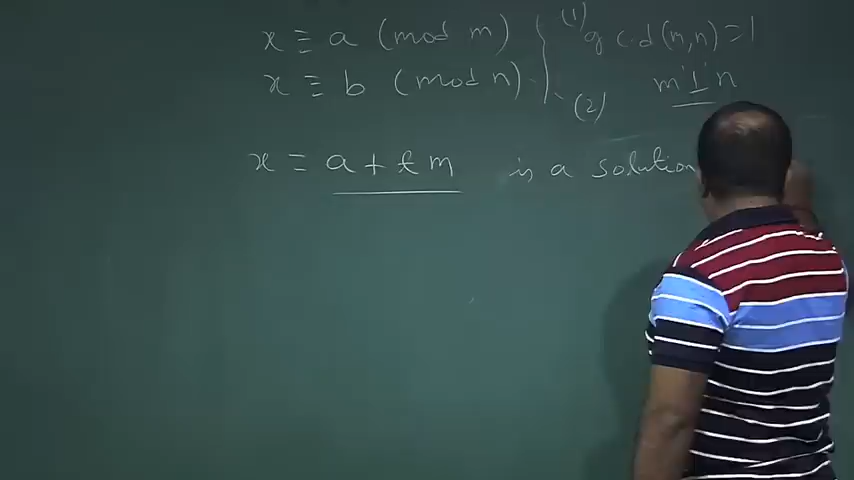 x ≡ a (mod m) (1) g.c.d(m,n)=1
x ≡ b (mod n) (2) m ⊥ n
x = a + t m is a solution